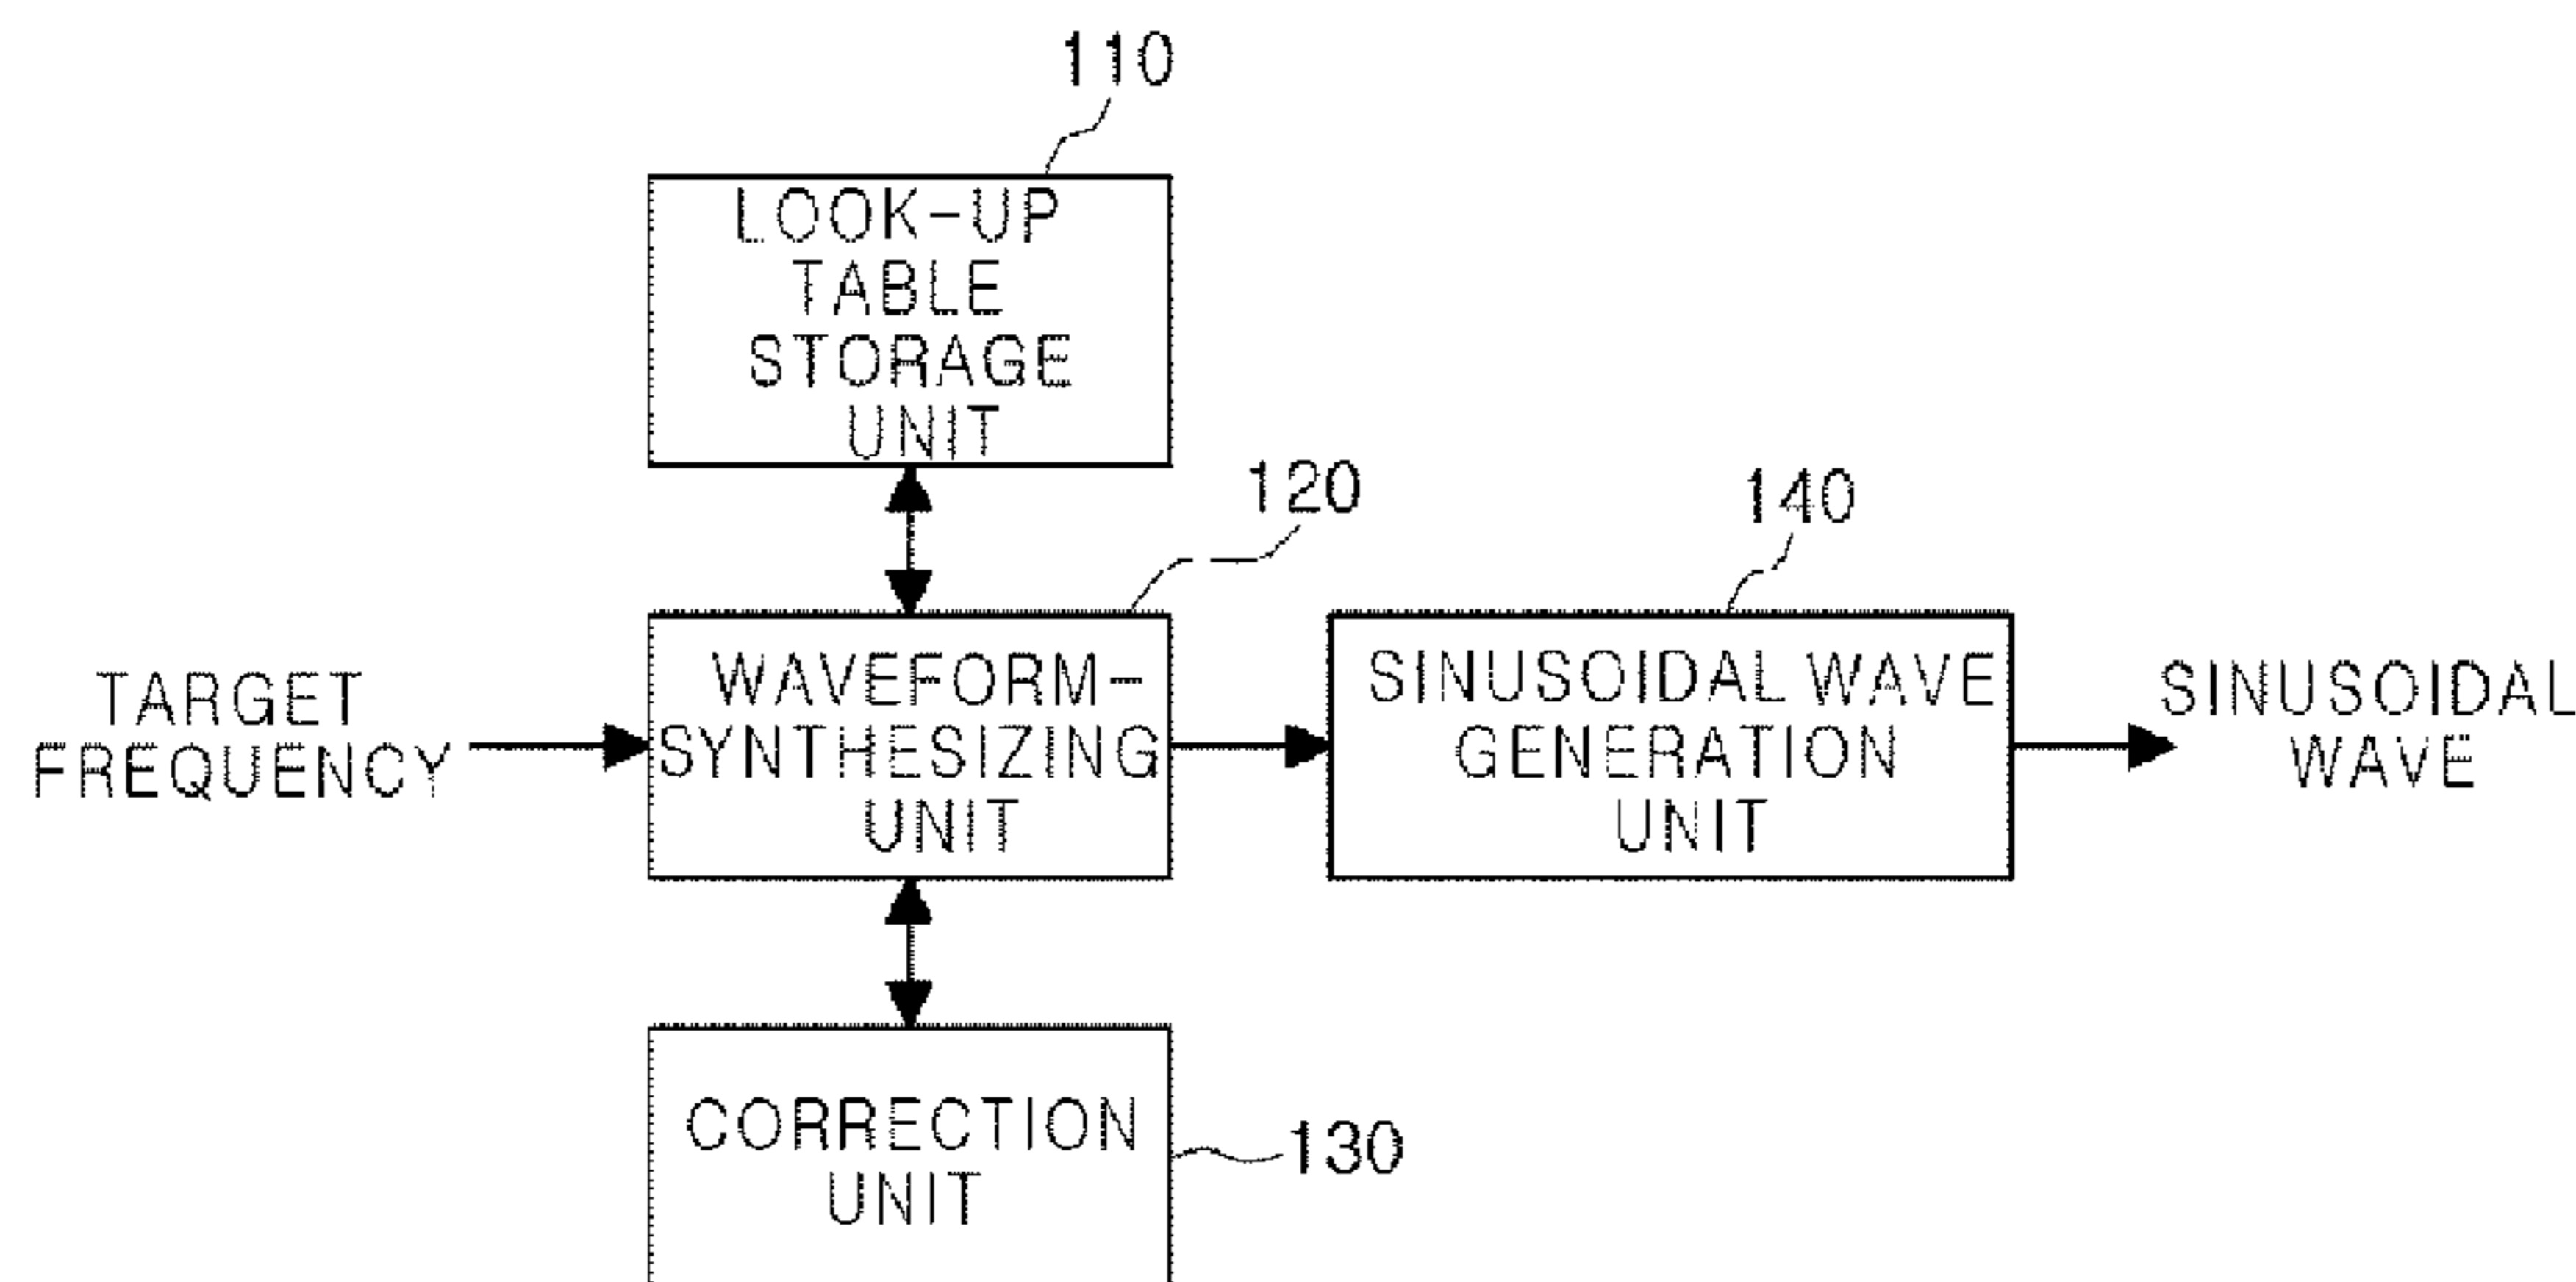 110
LOOK-UP
TABLE
STORAGE
UNIT
120
140
TARGET
FREQUENCY
WAVEFORM-
SYNTHESIZING
UNIT
SINUSOIDAL WAVE
GENERATION
UNIT
SINUSOIDAL
WAVE
CORRECTION
UNIT
130